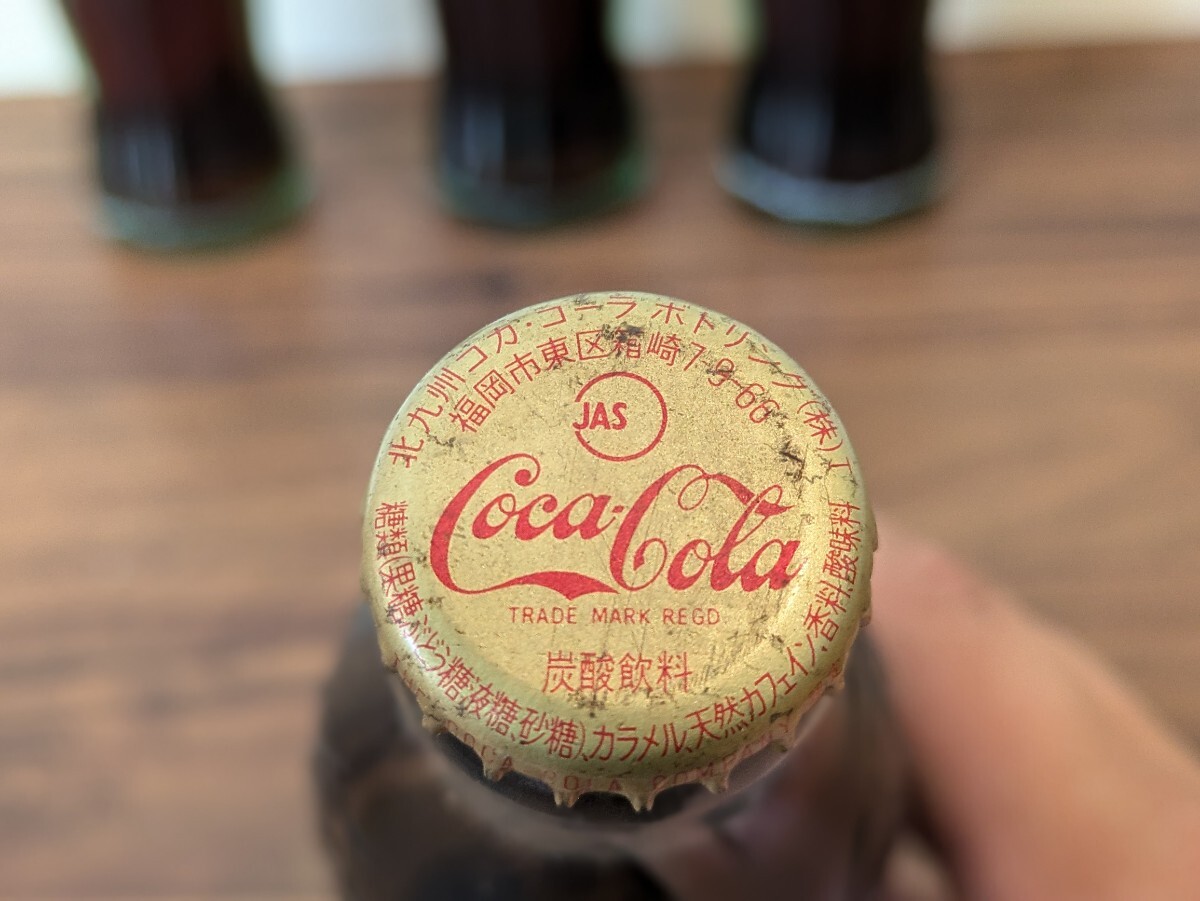 北九州コカ・コーラボトリング(株)I
福岡市東区箱崎7-9-66
JAS
Coca-Cola
TRADE MARK REGD
炭酸飲料
糖類(果糖ぶどう糖液糖、砂糖)、カラメル、天然カフェイン、香料、酸味料